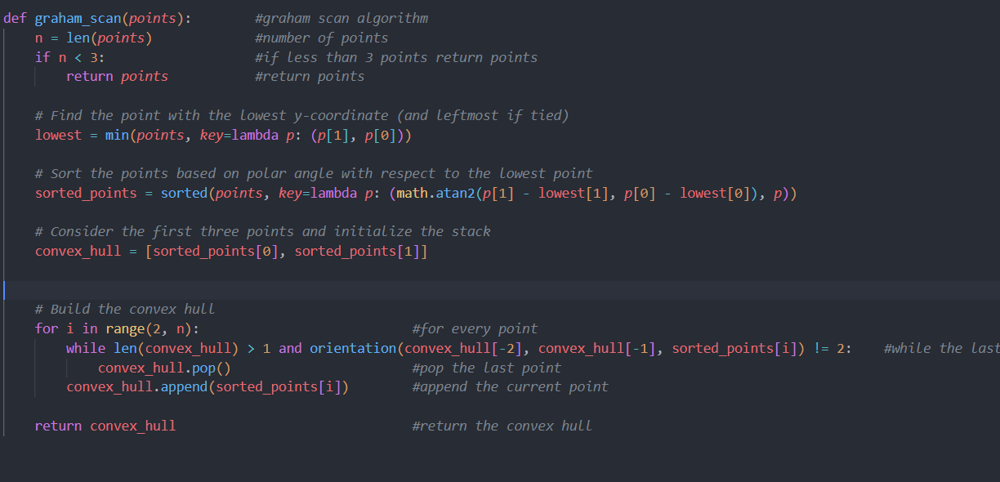 def graham_scan(points):        #graham scan algorithm
    n = len(points)             #number of points
    if n < 3:                   #if less than 3 points return points
        return points           #return points
    # Find the point with the lowest y-coordinate (and leftmost if tied)
    lowest = min(points, key=lambda p: (p[1], p[0]))
    # Sort the points based on polar angle with respect to the lowest point
    sorted_points = sorted(points, key=lambda p: (math.atan2(p[1] - lowest[1], p[0] - lowest[0]), p))
    # Consider the first three points and initialize the stack
    convex_hull = [sorted_points[0], sorted_points[1]]
    # Build the convex hull
    for i in range(2, n):                           #for every point
        while len(convex_hull) > 1 and orientation(convex_hull[-2], convex_hull[-1], sorted_points[i]) != 2:    #while the last
            convex_hull.pop()                       #pop the last point
        convex_hull.append(sorted_points[i])        #append the current point
    return convex_hull                              #return the convex hull